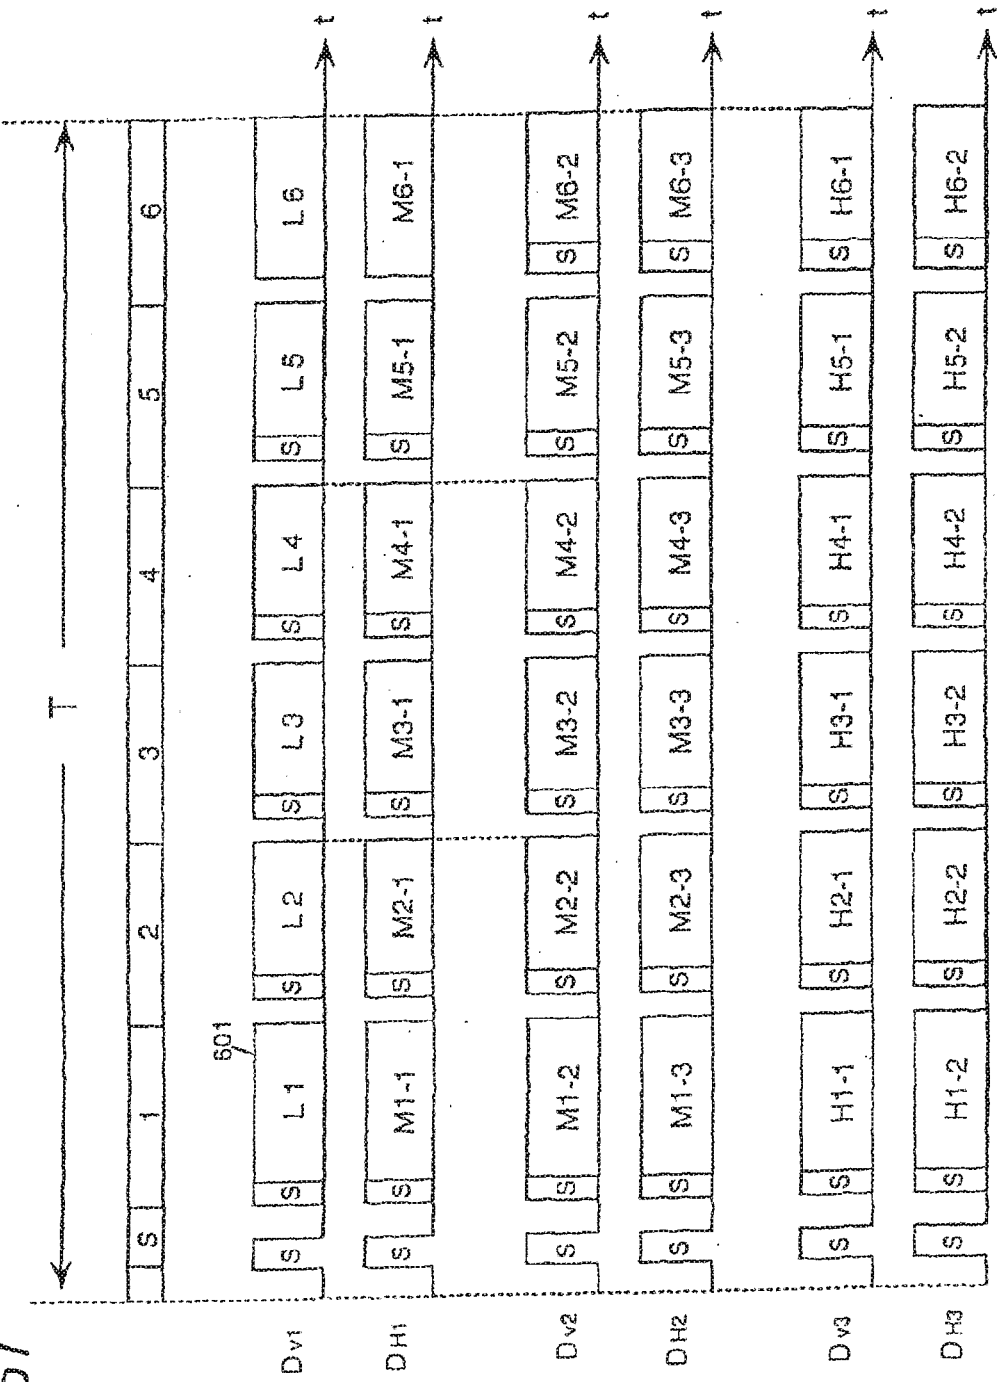 T
S 1 2 3 4 5 6
601
Dv1 S S L1 S L2 S L3 S L4 S L5 L6 t
DH1 S S M1-1 S M2-1 S M3-1 S M4-1 S M5-1 M6-1 t
Dv2 S S M1-2 S M2-2 S M3-2 S M4-2 S M5-2 S M6-2 t
DH2 S S M1-3 S M2-3 S M3-3 S M4-3 S M5-3 S M6-3 t
Dv3 S S H1-1 S H2-1 S H3-1 S H4-1 S H5-1 S H6-1 t
DH3 S S H1-2 S H2-2 S H3-2 S H4-2 S H5-2 S H6-2 t